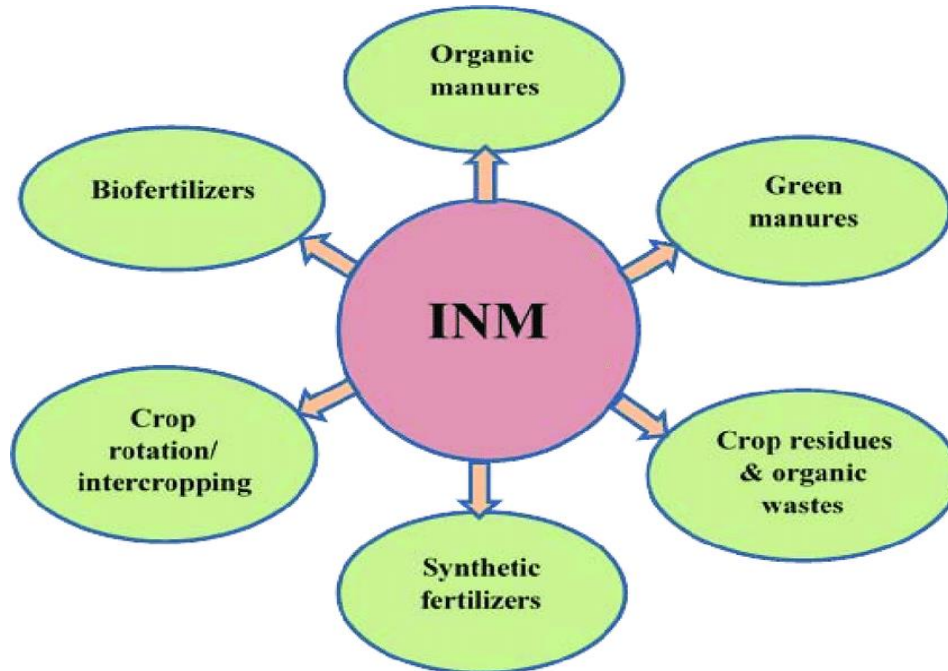 Organic
manures
Biofertilizers
Green
manures
INM
Crop
rotation/
intercropping
Crop residues
& organic
wastes
Synthetic
fertilizers